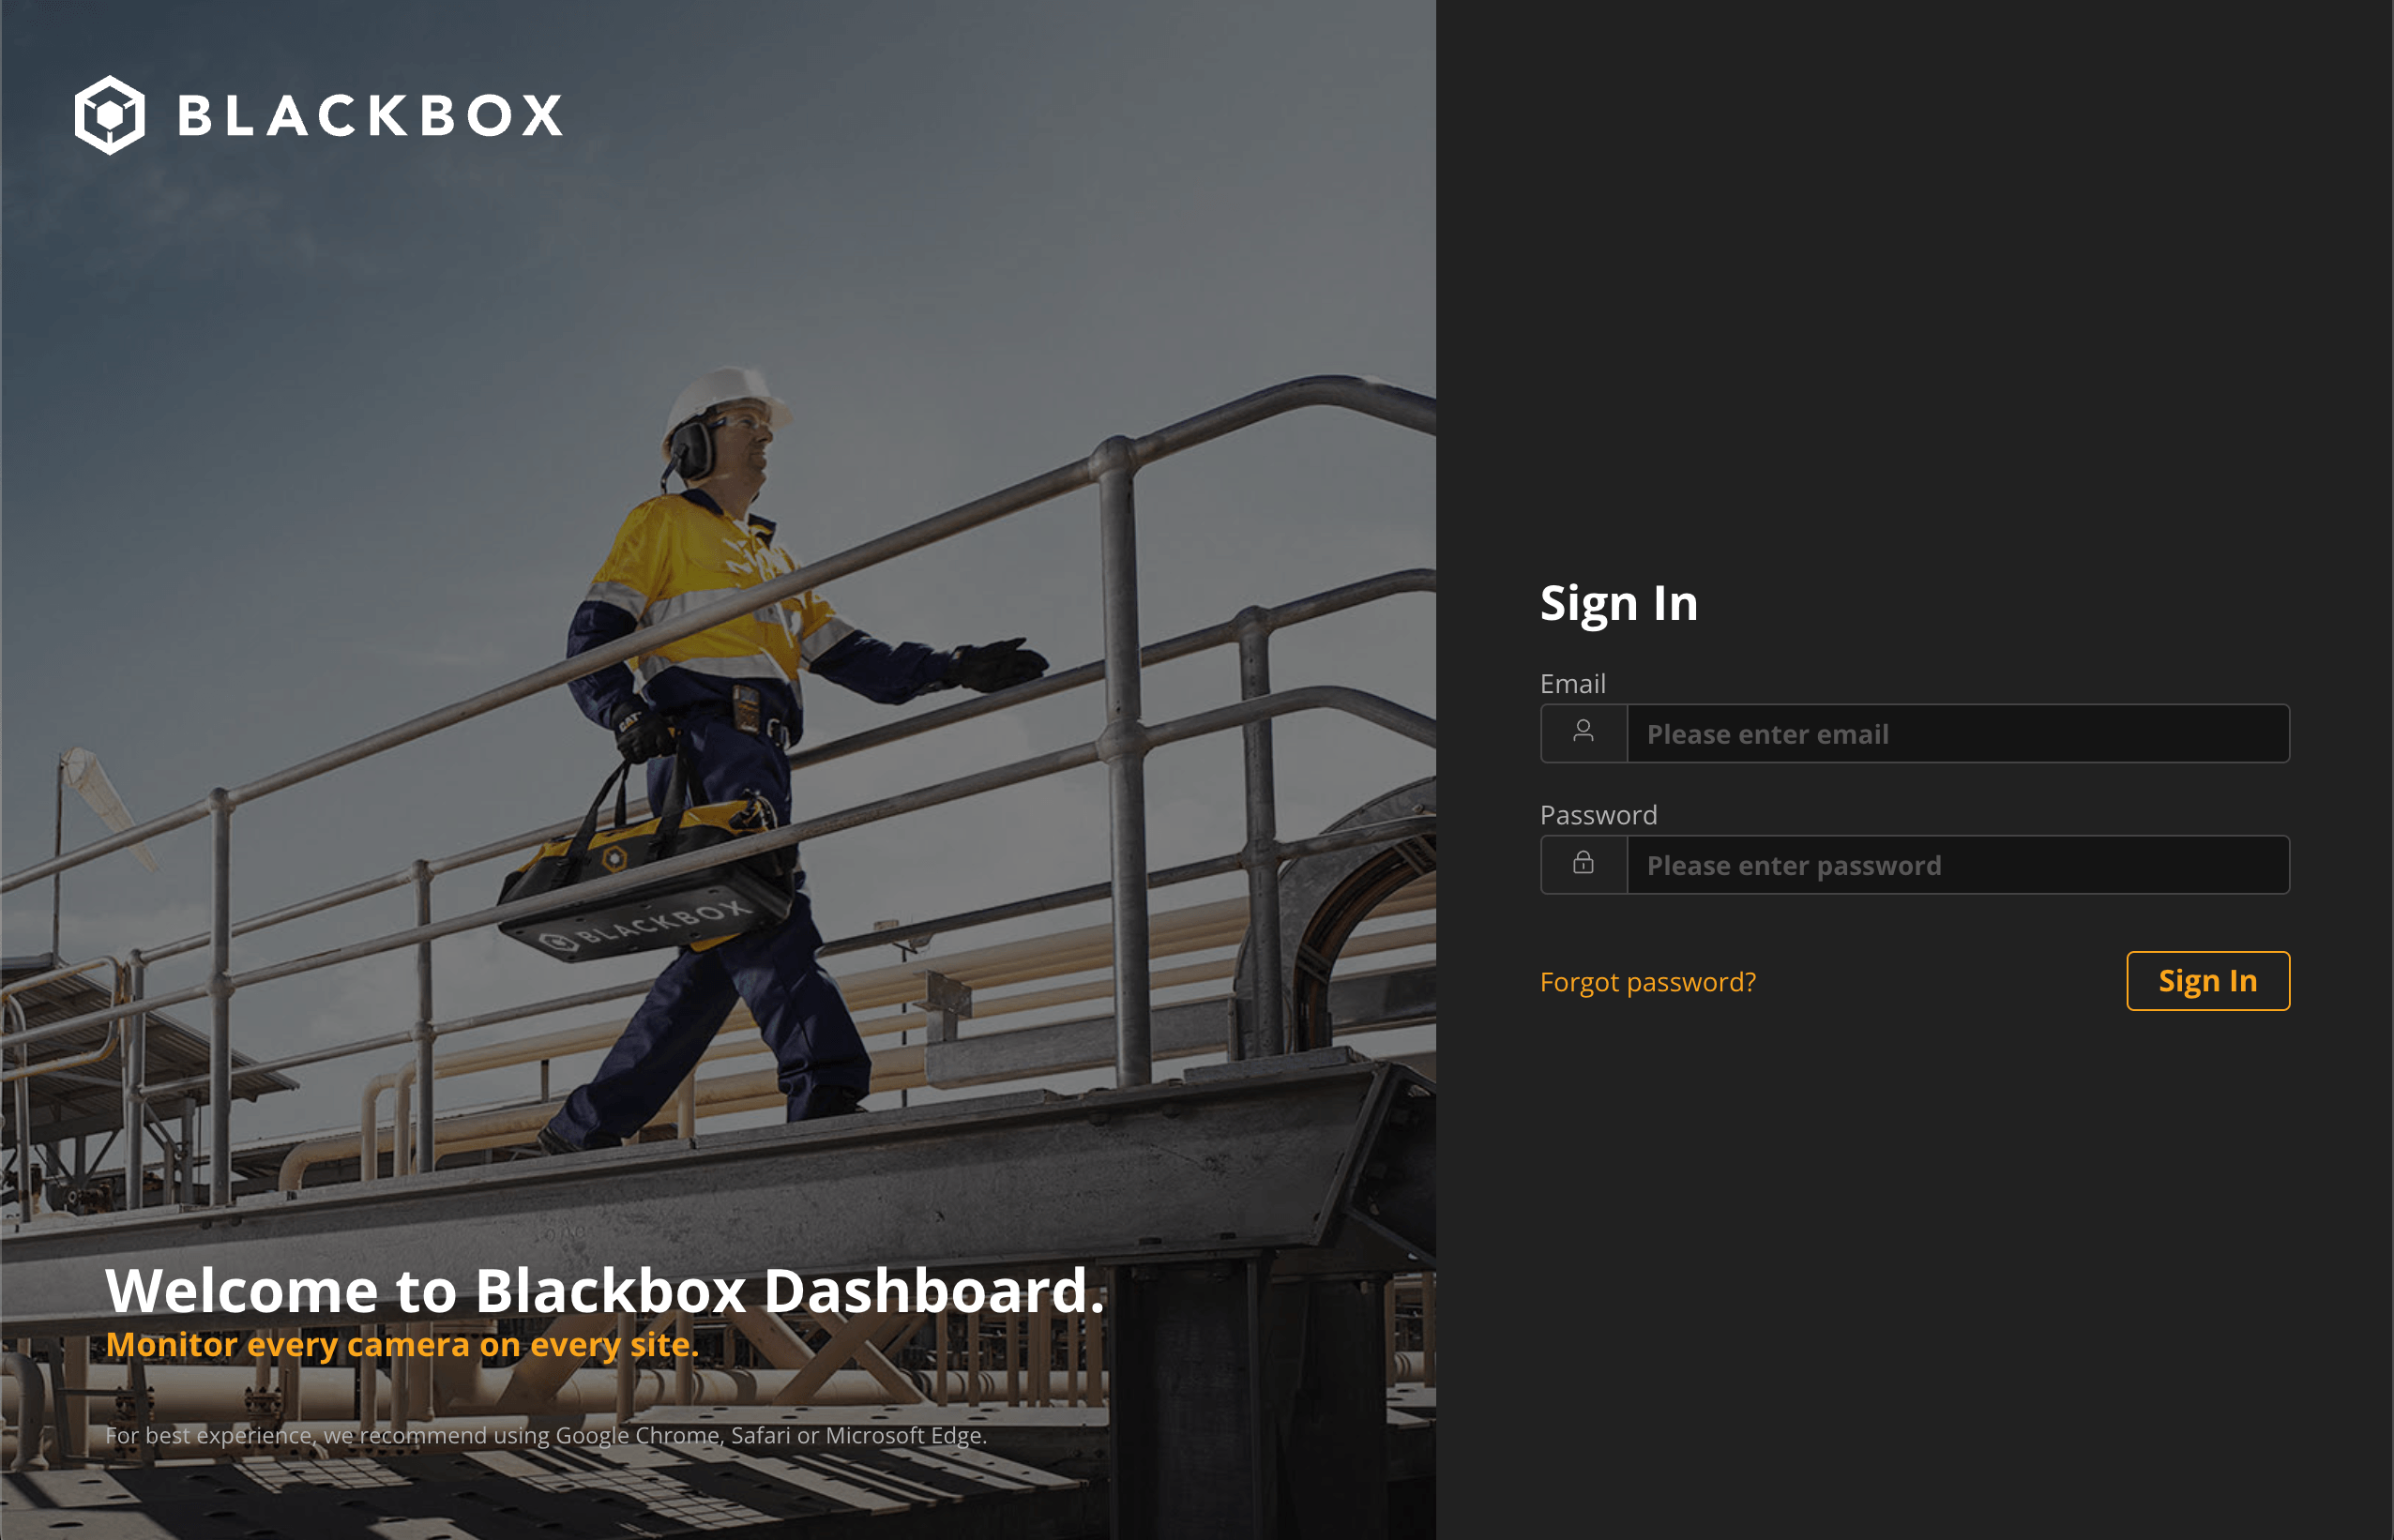 BLACKBOX
CAT
BLACKBOX
Welcome to Blackbox Dashboard.
Monitor every camera on every site.
For best experience, we recommend using Google Chrome, Safari or Microsoft Edge.
Sign In
Email
Please enter email
Password
Please enter password
Forgot password?
Sign In